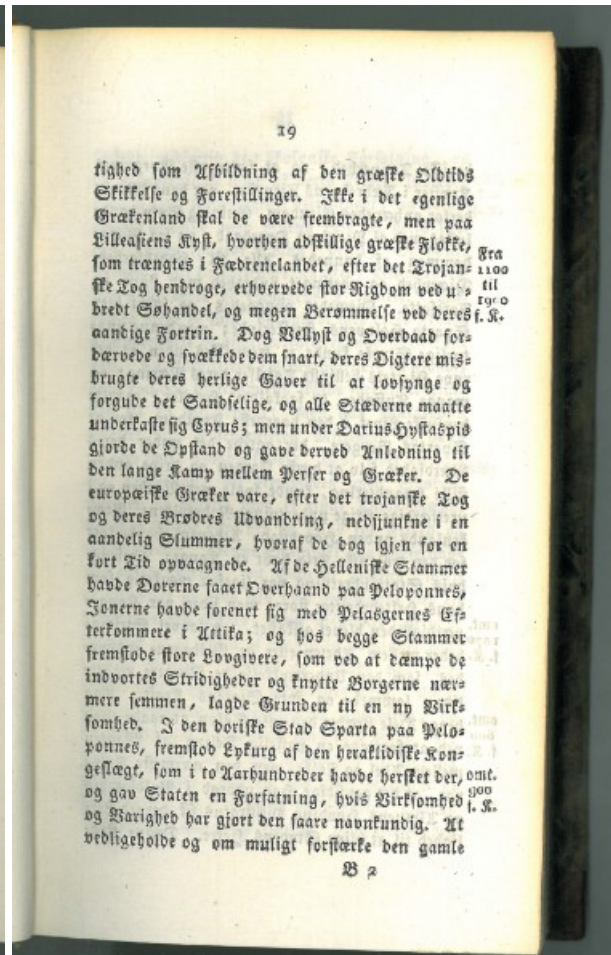 19
tighed som Afbildning af den græske Oldtids
Skikkelse og Forestillinger. Ikke i det egenlige
Grækenland skal de være frembragte, men paa
Lilleasiens Kyst, hvorhen adskillige græske Flokke,
som trængtes i Fædrenelandet, efter det Trojan-
ske Tog hendroge, erhvervede stor Rigdom ved u-
bredt Søhandel, og megen Berømmelse ved deres
aandige Fortrin. Dog Vellyst og Overdaad for-
dærvede og svækkede dem snart, deres Digtere mis-
brugte deres herlige Gaver til at lovsynge og
forgude det Sandselige, og alle Stæderne maatte
underkaste sig Cyrus; men under Darius Hystaspis
gjorde de Opstand og gave derved Anledning til
den lange Kamp mellem Perser og Græker. De
europæiske Græker vare, efter det trojanske Tog
og deres Brødres Udvandring, nedsjunkne i en
aandelig Slummer, hvoraf de dog igjen for en
kort Tid opvaagnede. Af de Helleniske Stammer
havde Dorerne faaet Overhaand paa Peloponnes,
Jonerne havde forenet sig med Pelasgernes Ef-
terkommere i Attika; og hos begge Stammer
fremstode store Lovgivere, som ved at dæmpe de
indvortes Stridigheder og knytte Borgerne nær-
mere semmen, lagde Grunden til en ny Virk-
somhed. I den doriske Stad Sparta paa Pelo-
ponnes, fremstod Lykurg af den heraklidiske Kon-
geslægt, som i to Aarhundreder havde hersket der,
og gav Staten en Forfatning, hvis Virksomhed
og Varighed har gjort den saare navnkundig. At
vedligeholde og om muligt forstærke den gamle
B 2
Fra
1100
til
f. K.
omt.
900
f. K.